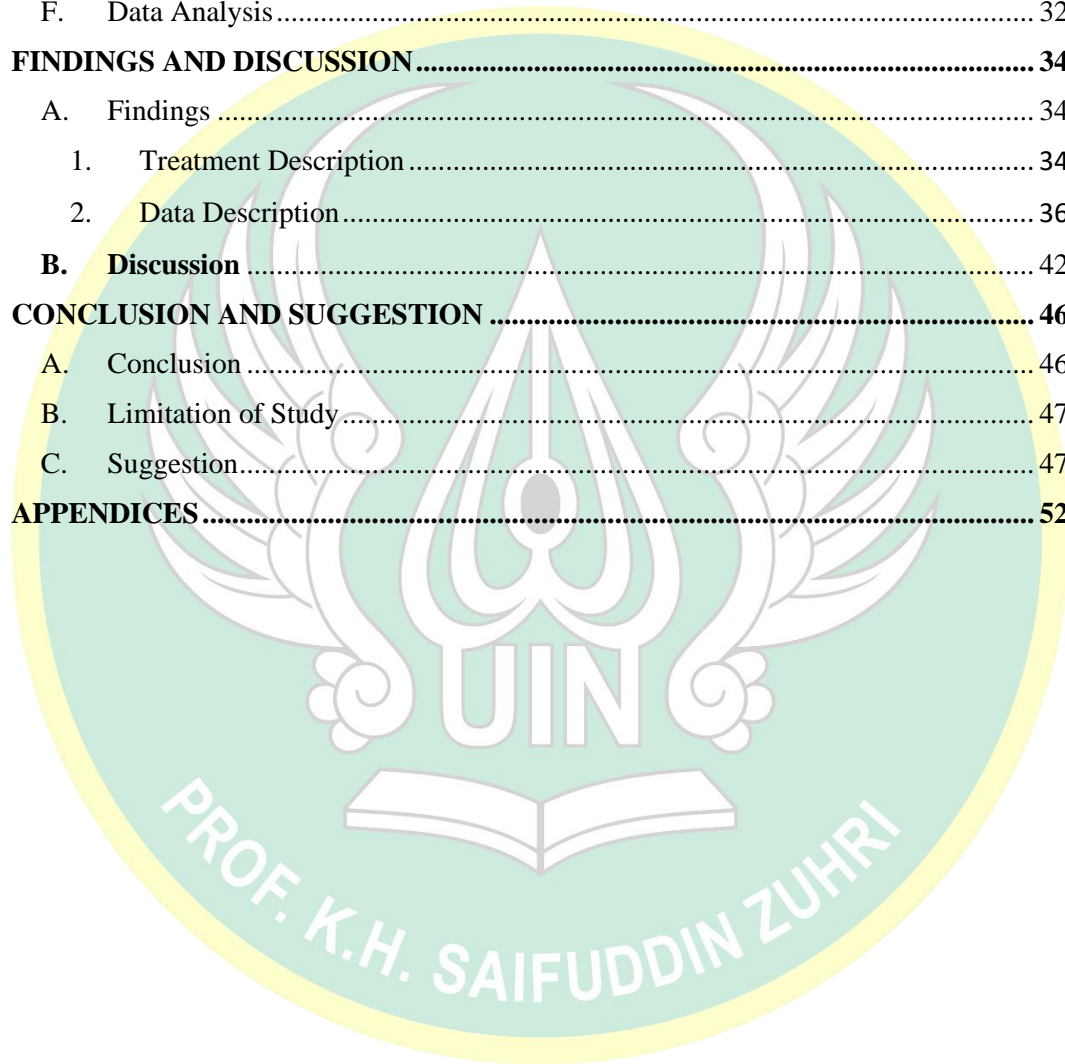 F. Data Analysis .......... 32
FINDINGS AND DISCUSSION .......... 34
A. Findings .......... 34
1. Treatment Description .......... 34
2. Data Description .......... 36
B. Discussion .......... 42
CONCLUSION AND SUGGESTION .......... 46
A. Conclusion .......... 46
B. Limitation of Study .......... 47
C. Suggestion .......... 47
APPENDICES .......... 52
UIN
PROF. K.H. SAIFUDDIN ZUHRI